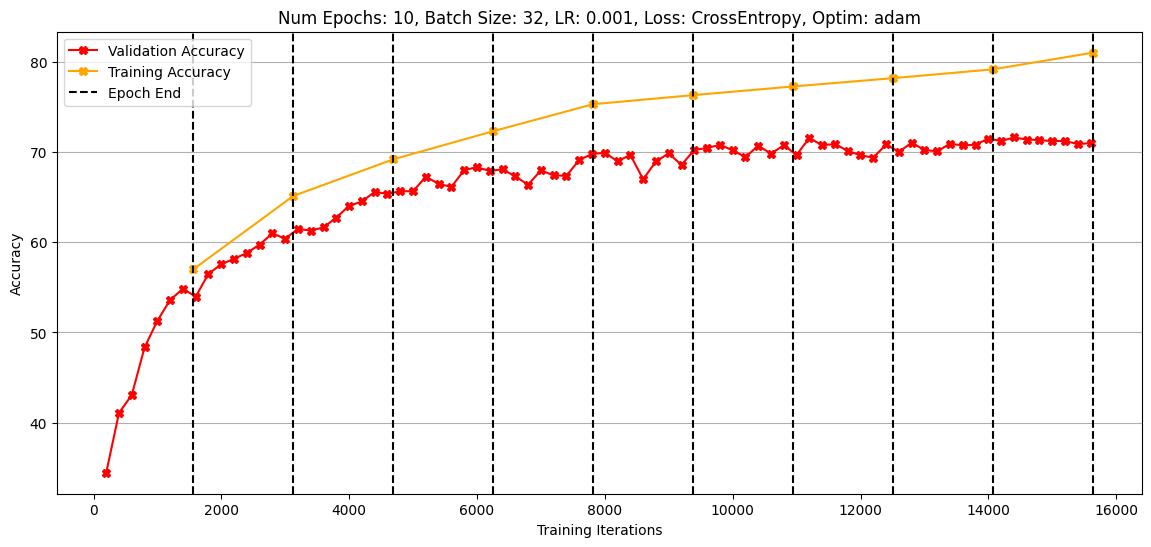 Num Epochs: 10, Batch Size: 32, LR: 0.001, Loss: CrossEntropy, Optim: adam
Validation Accuracy
Training Accuracy
Epoch End
Accuracy
80
70
60
50
40
0 2000 4000 6000 8000 10000 12000 14000 16000
Training Iterations